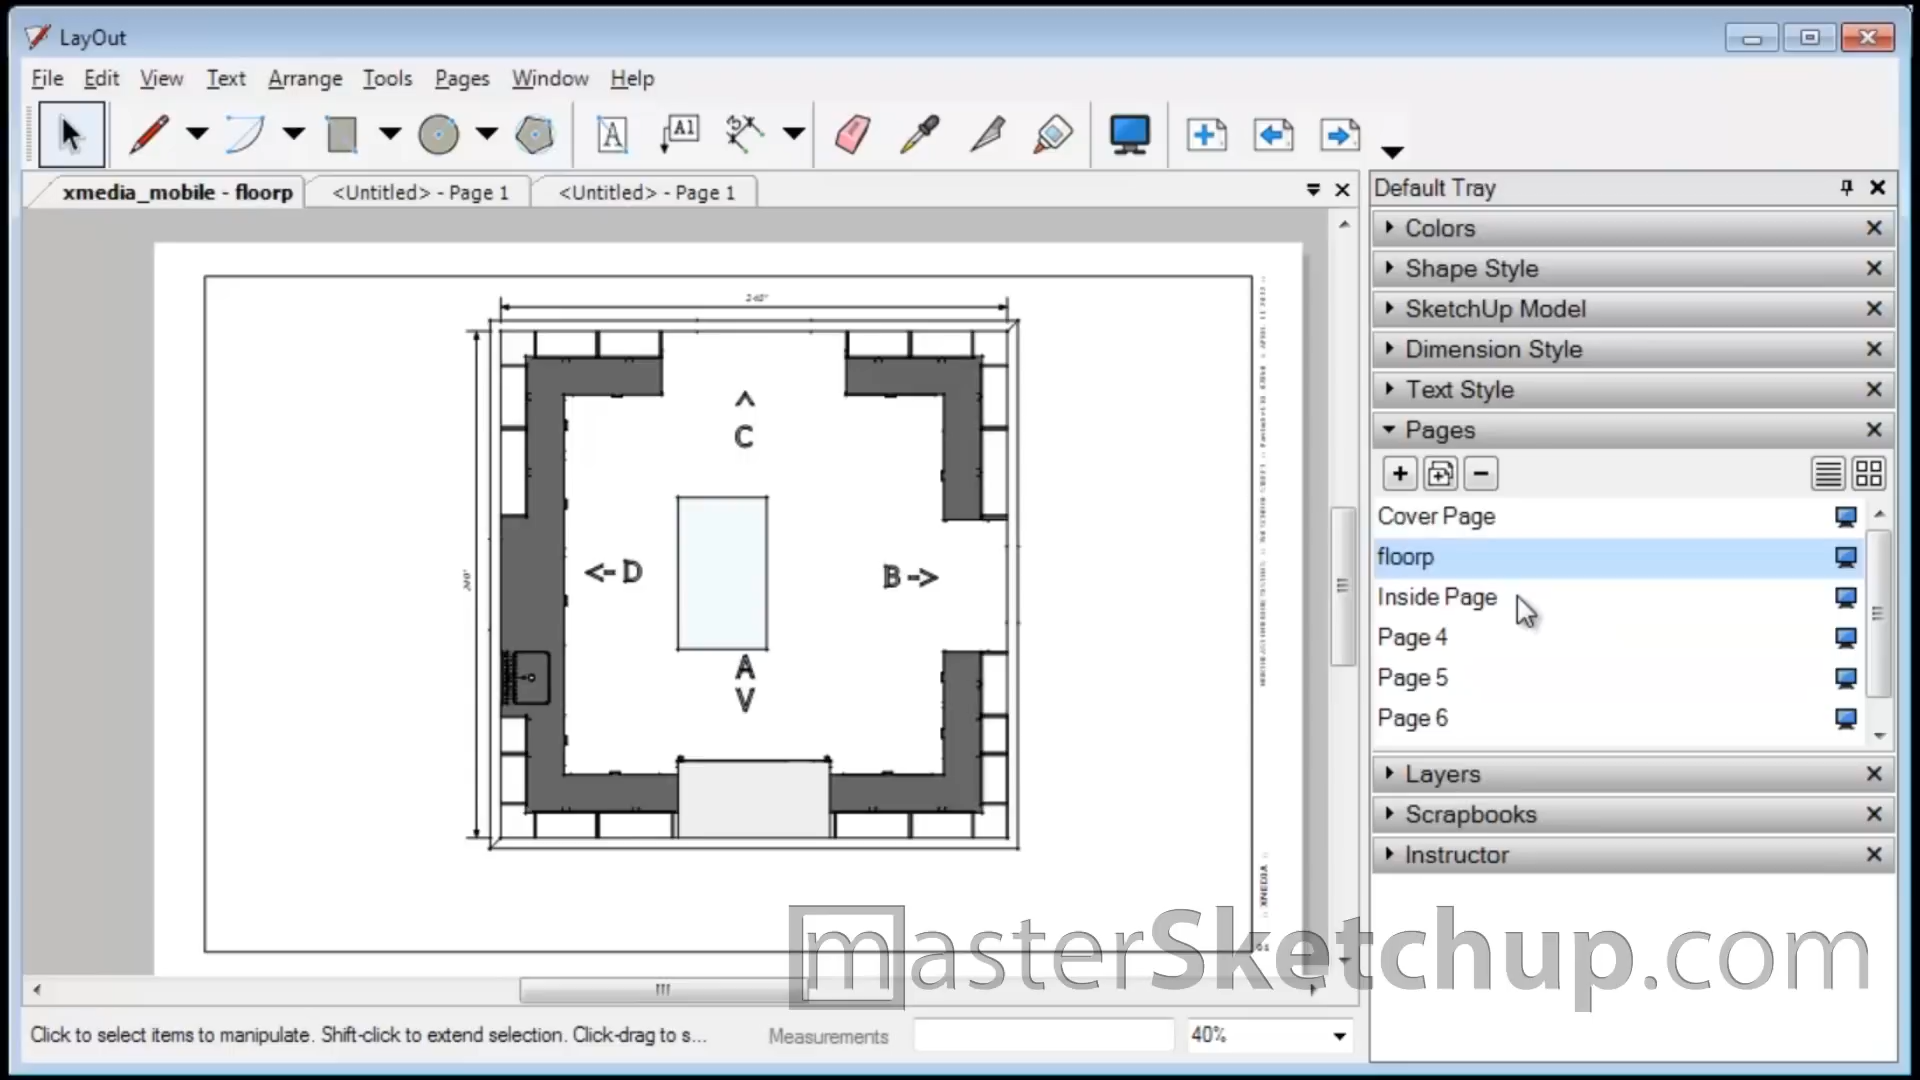 LayOut
File Edit View Text Arrange Tools Pages Window Help
A A1
xmedia_mobile - floorp <Untitled> - Page 1 <Untitled> - Page 1
Default Tray
Colors
Shape Style
SketchUp Model
Dimension Style
Text Style
Pages
Cover Page
floorp
Inside Page
Page 4
Page 5
Page 6
Layers
Scrapbooks
Instructor
^
C
<- D
B ->
A
V
:: XMEDIA ::
masterSketchup.com
Click to select items to manipulate. Shift-click to extend selection. Click-drag to s...
Measurements
40%